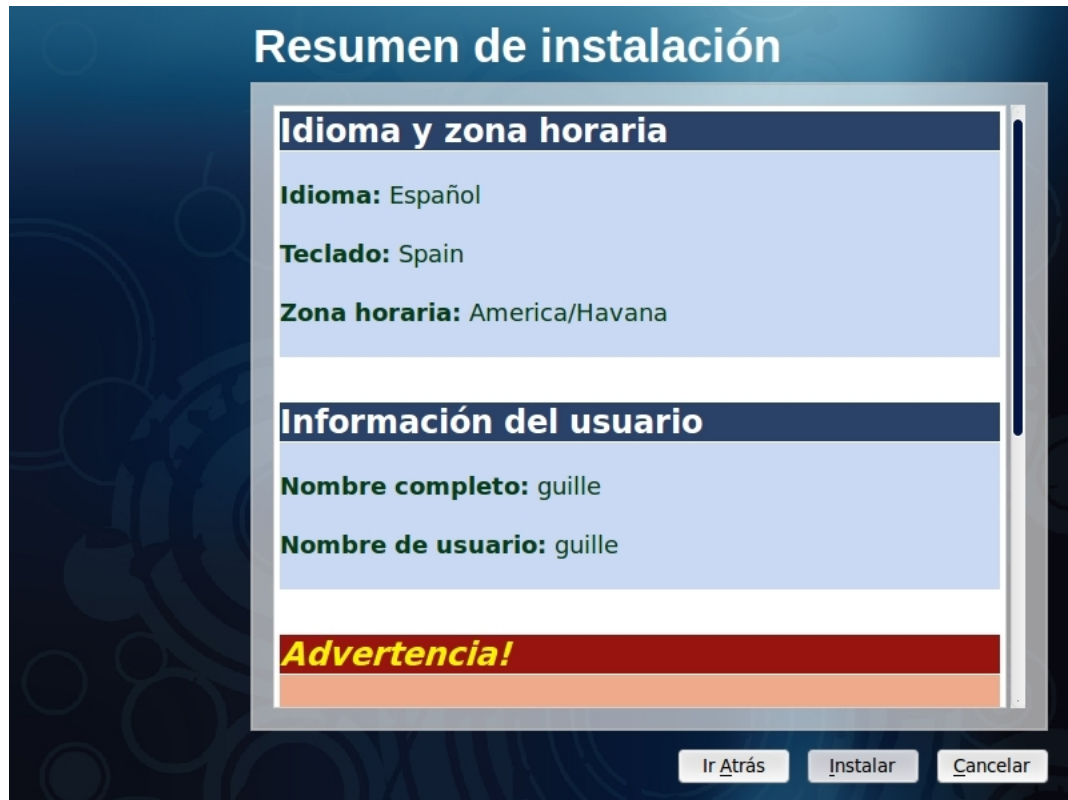 Resumen de instalación
Idioma y zona horaria
Idioma: Español
Teclado: Spain
Zona horaria: America/Havana
Información del usuario
Nombre completo: guille
Nombre de usuario: guille
Advertencia!
Ir Atrás Instalar Cancelar